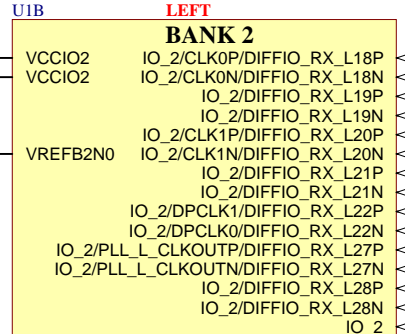 U1B LEFT
BANK 2
VCCIO2 IO_2/CLK0P/DIFFIO_RX_L18P
VCCIO2 IO_2/CLK0N/DIFFIO_RX_L18N
IO_2/DIFFIO_RX_L19P
IO_2/DIFFIO_RX_L19N
IO_2/CLK1P/DIFFIO_RX_L20P
VREFB2N0 IO_2/CLK1N/DIFFIO_RX_L20N
IO_2/DIFFIO_RX_L21P
IO_2/DIFFIO_RX_L21N
IO_2/DPCLK1/DIFFIO_RX_L22P
IO_2/DPCLK0/DIFFIO_RX_L22N
IO_2/PLL_L_CLKOUTP/DIFFIO_RX_L27P
IO_2/PLL_L_CLKOUTN/DIFFIO_RX_L27N
IO_2/DIFFIO_RX_L28P
IO_2/DIFFIO_RX_L28N
IO_2